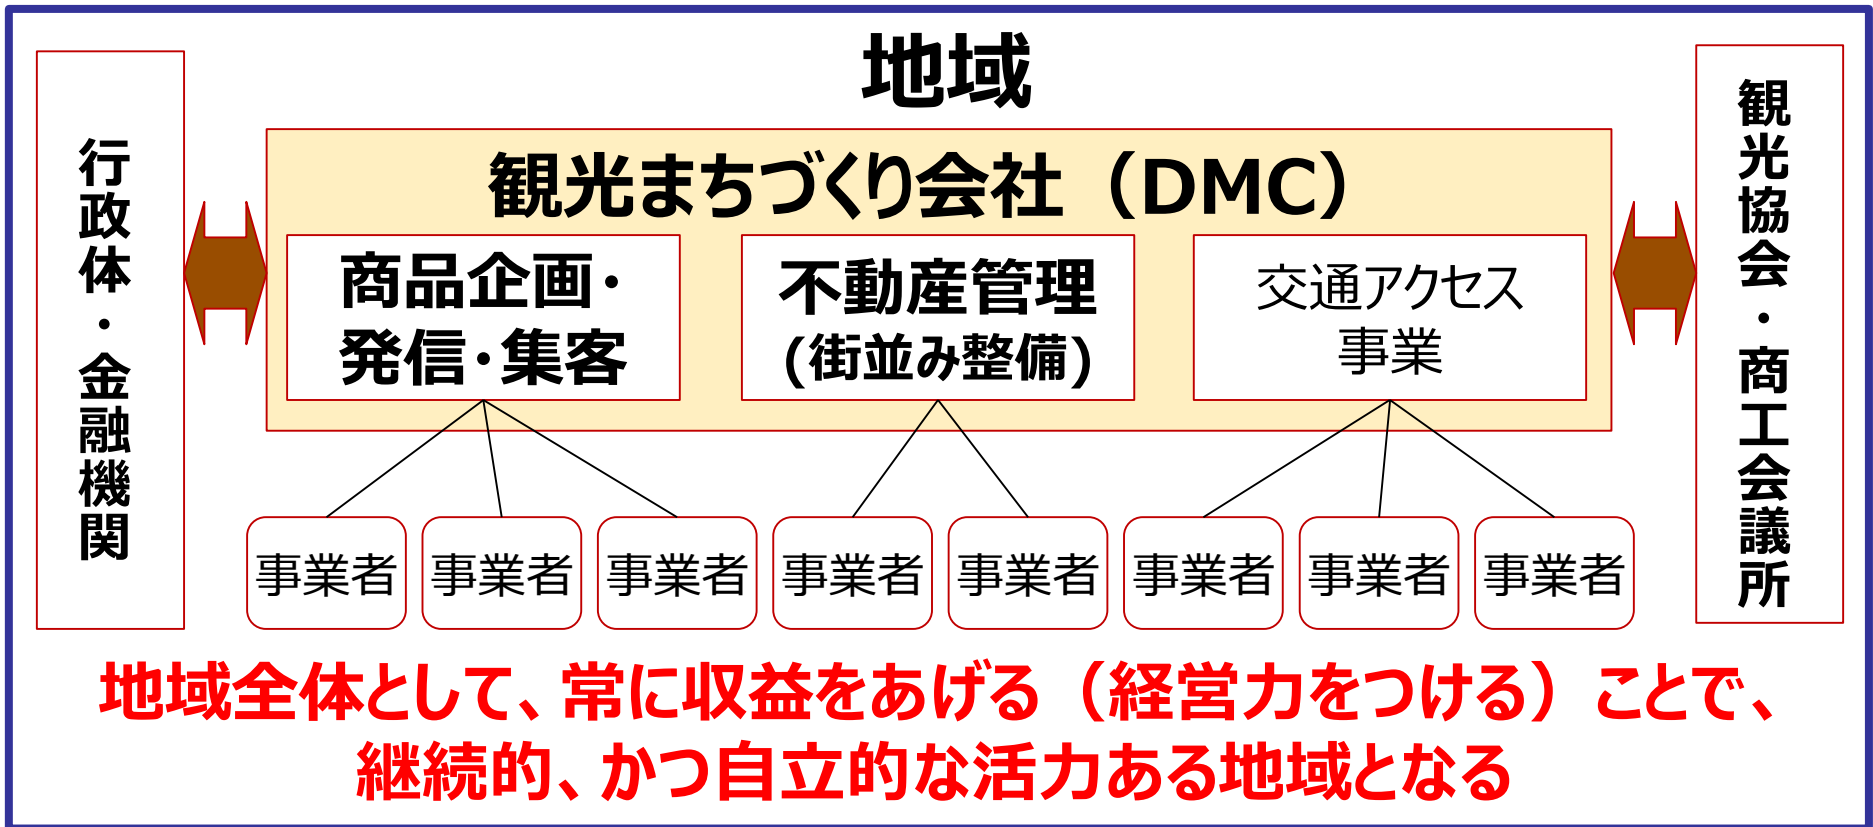 地域
行政体・金融機関
観光まちづくり会社（DMC）
商品企画・
発信・集客
不動産管理
(街並み整備)
交通アクセス
事業
観光協会・商工会議所
事業者
事業者
事業者
事業者
事業者
事業者
事業者
事業者
地域全体として、常に収益をあげる（経営力をつける）ことで、
継続的、かつ自立的な活力ある地域となる